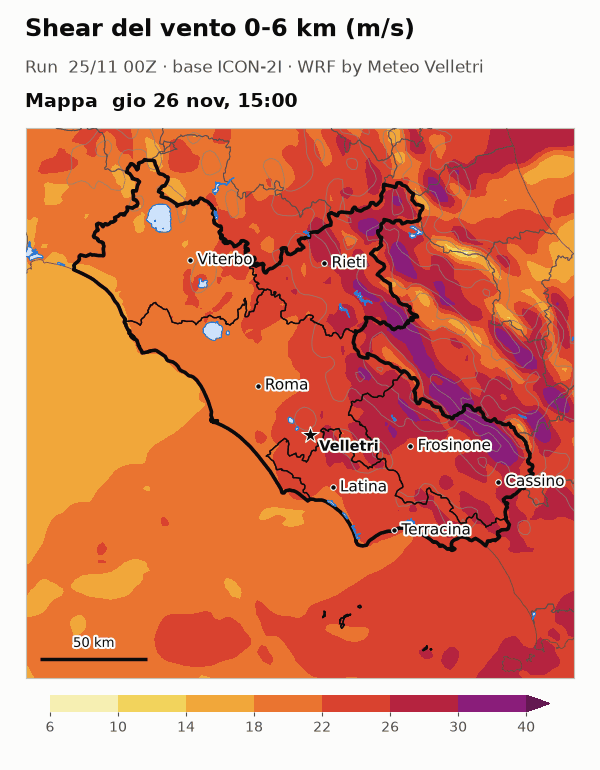 Shear del vento 0-6 km (m/s)
Run  25/11 00Z · base ICON-2I · WRF by Meteo Velletri
Mappa  gio 26 nov, 15:00
Viterbo
Rieti
Roma
Velletri
Frosinone
Latina
Cassino
Terracina
50 km
6 10 14 18 22 26 30 40